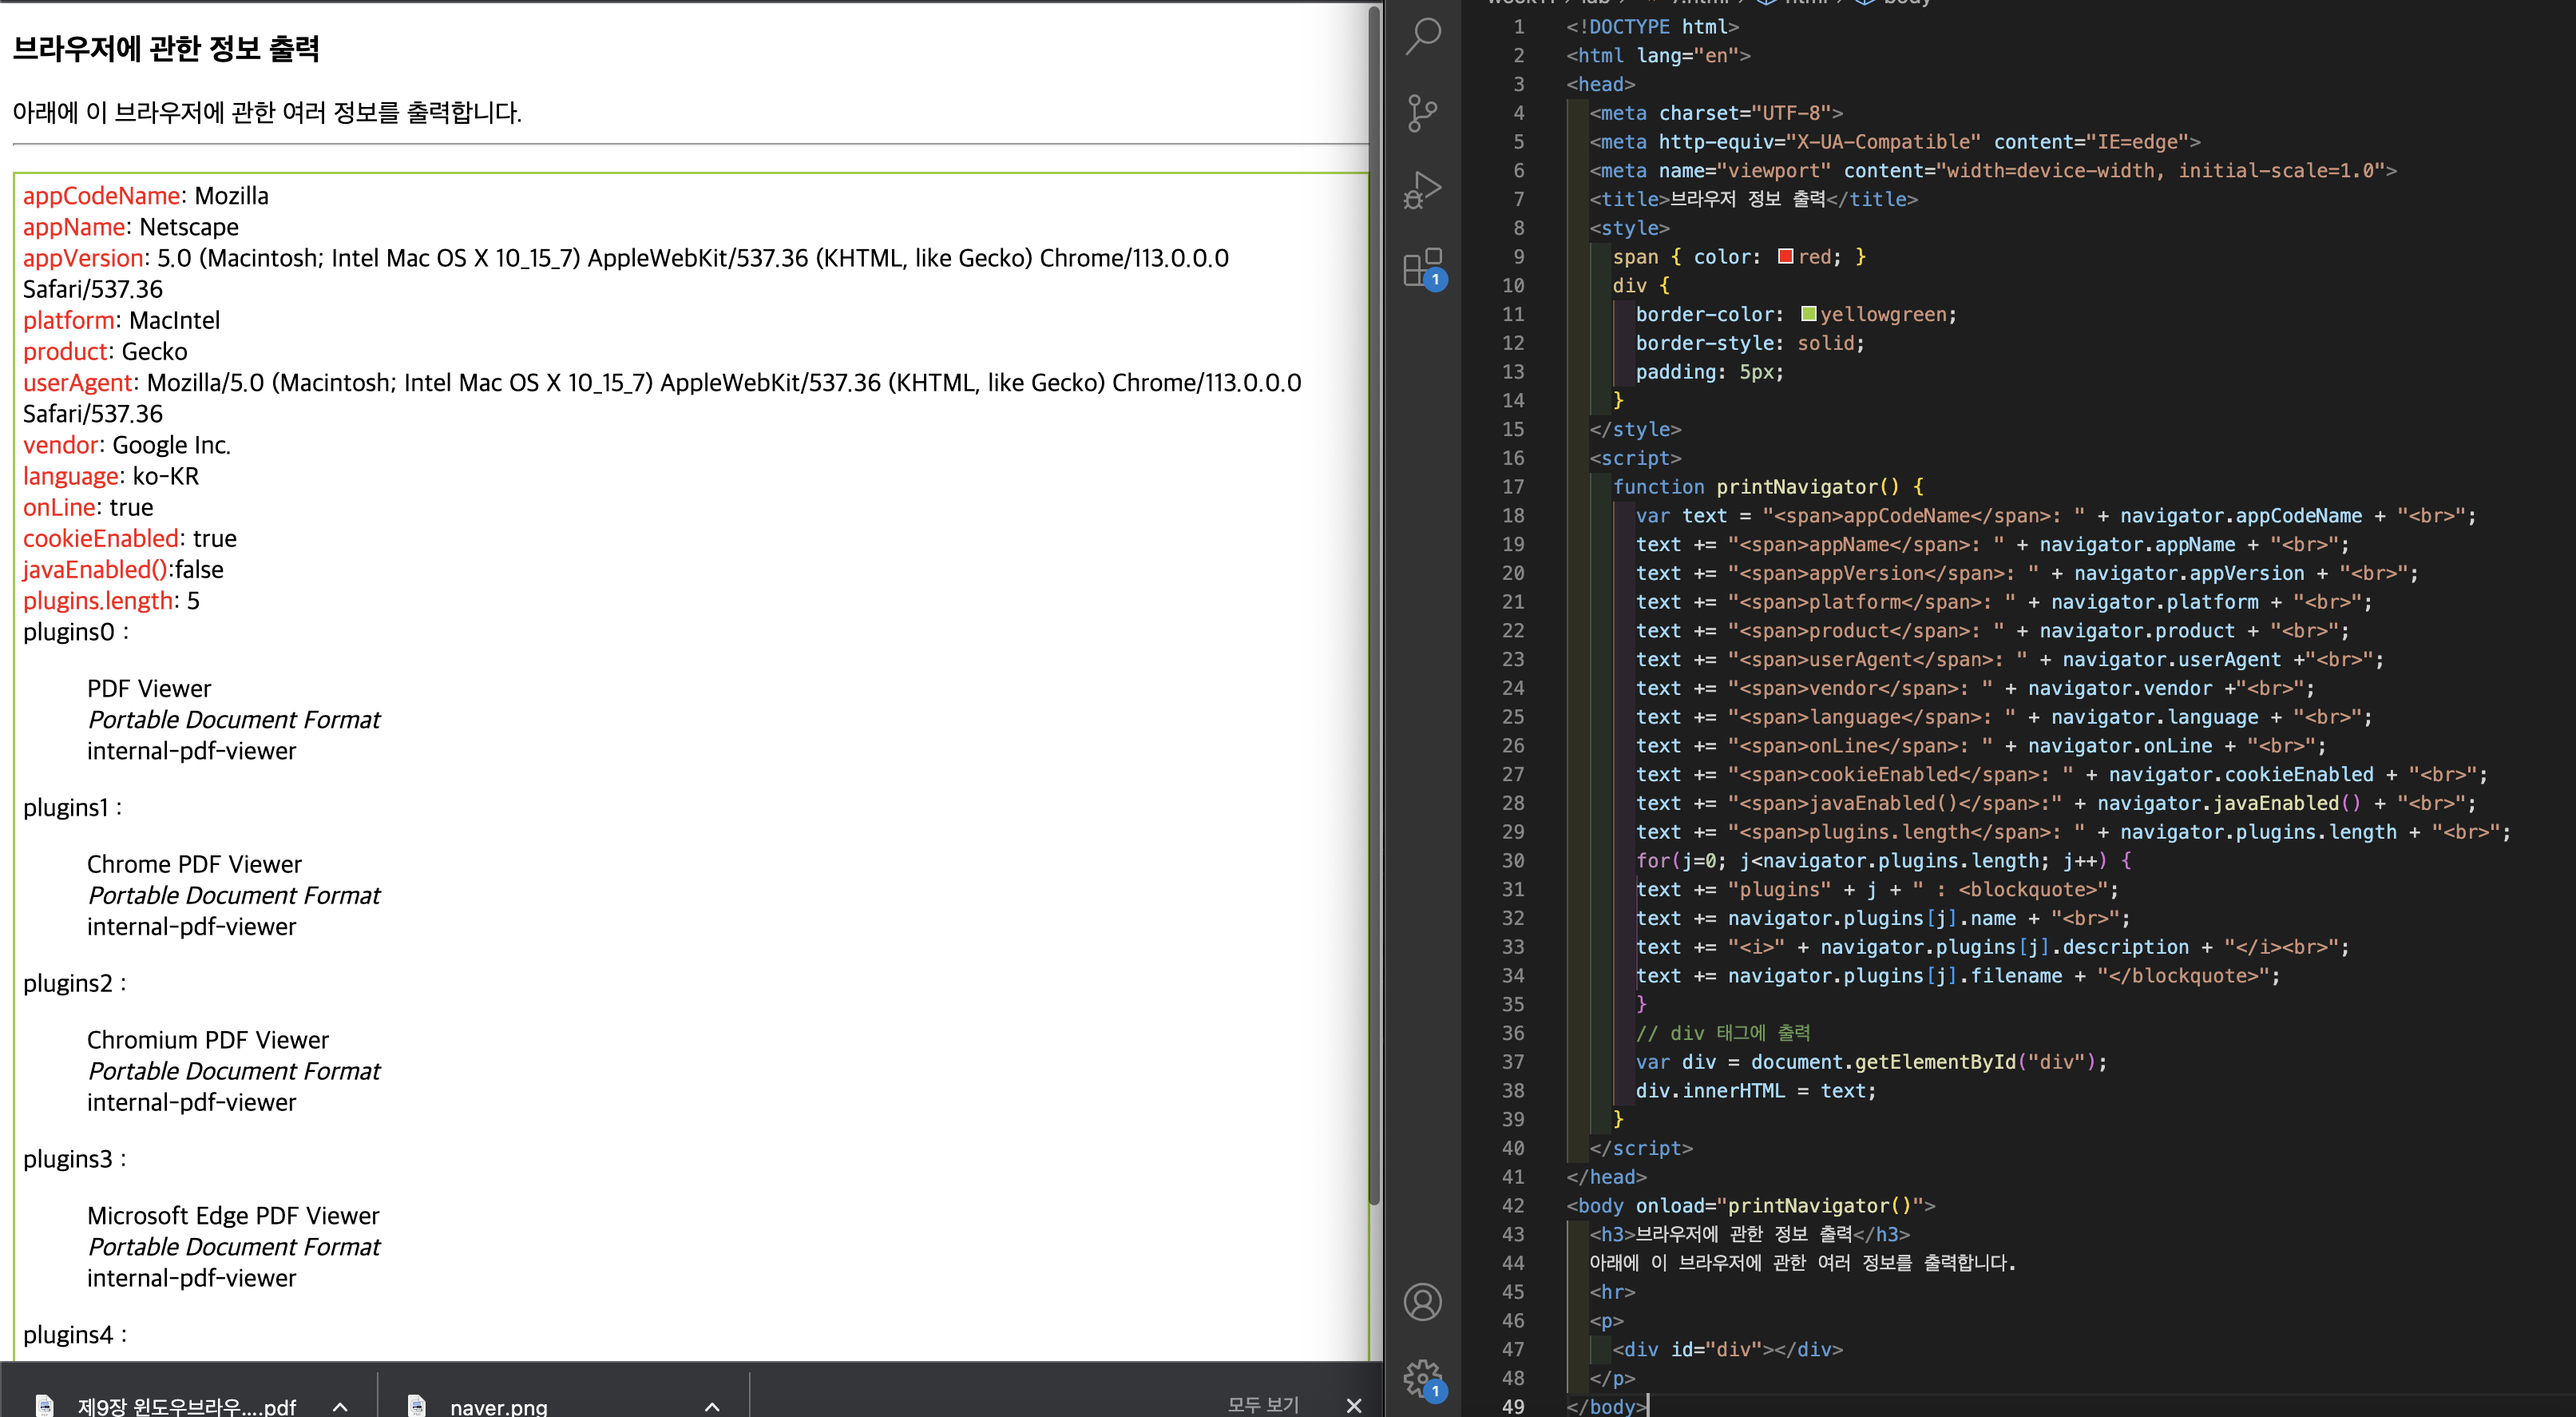 브라우저에 관한 정보 출력
아래에 이 브라우저에 관한 여러 정보를 출력합니다.
appCodeName: Mozilla
appName: Netscape
appVersion: 5.0 (Macintosh; Intel Mac OS X 10_15_7) AppleWebKit/537.36 (KHTML, like Gecko) Chrome/113.0.0.0
Safari/537.36
platform: MacIntel
product: Gecko
userAgent: Mozilla/5.0 (Macintosh; Intel Mac OS X 10_15_7) AppleWebKit/537.36 (KHTML, like Gecko) Chrome/113.0.0.0
Safari/537.36
vendor: Google Inc.
language: ko-KR
onLine: true
cookieEnabled: true
javaEnabled():false
plugins.length: 5
plugins0 :
PDF Viewer
Portable Document Format
internal-pdf-viewer
plugins1 :
Chrome PDF Viewer
Portable Document Format
internal-pdf-viewer
plugins2 :
Chromium PDF Viewer
Portable Document Format
internal-pdf-viewer
plugins3 :
Microsoft Edge PDF Viewer
Portable Document Format
internal-pdf-viewer
plugins4 :
제9장 윈도우브라우....pdf
naver.png
모두 보기
1
1
1 <!DOCTYPE html>
2 <html lang="en">
3 <head>
4 <meta charset="UTF-8">
5 <meta http-equiv="X-UA-Compatible" content="IE=edge">
6 <meta name="viewport" content="width=device-width, initial-scale=1.0">
7 <title>브라우저 정보 출력</title>
8 <style>
9 span { color: red; }
10 div {
11 border-color: yellowgreen;
12 border-style: solid;
13 padding: 5px;
14 }
15 </style>
16 <script>
17 function printNavigator() {
18 var text = "<span>appCodeName</span>: " + navigator.appCodeName + "<br>";
19 text += "<span>appName</span>: " + navigator.appName + "<br>";
20 text += "<span>appVersion</span>: " + navigator.appVersion + "<br>";
21 text += "<span>platform</span>: " + navigator.platform + "<br>";
22 text += "<span>product</span>: " + navigator.product + "<br>";
23 text += "<span>userAgent</span>: " + navigator.userAgent +"<br>";
24 text += "<span>vendor</span>: " + navigator.vendor +"<br>";
25 text += "<span>language</span>: " + navigator.language + "<br>";
26 text += "<span>onLine</span>: " + navigator.onLine + "<br>";
27 text += "<span>cookieEnabled</span>: " + navigator.cookieEnabled + "<br>";
28 text += "<span>javaEnabled()</span>:" + navigator.javaEnabled() + "<br>";
29 text += "<span>plugins.length</span>: " + navigator.plugins.length + "<br>";
30 for(j=0; j<navigator.plugins.length; j++) {
31 text += "plugins" + j + " : <blockquote>";
32 text += navigator.plugins[j].name + "<br>";
33 text += "<i>" + navigator.plugins[j].description + "</i><br>";
34 text += navigator.plugins[j].filename + "</blockquote>";
35 }
36 // div 태그에 출력
37 var div = document.getElementById("div");
38 div.innerHTML = text;
39 }
40 </script>
41 </head>
42 <body onload="printNavigator()">
43 <h3>브라우저에 관한 정보 출력</h3>
44 아래에 이 브라우저에 관한 여러 정보를 출력합니다.
45 <hr>
46 <p>
47 <div id="div"></div>
48 </p>
49 </body>